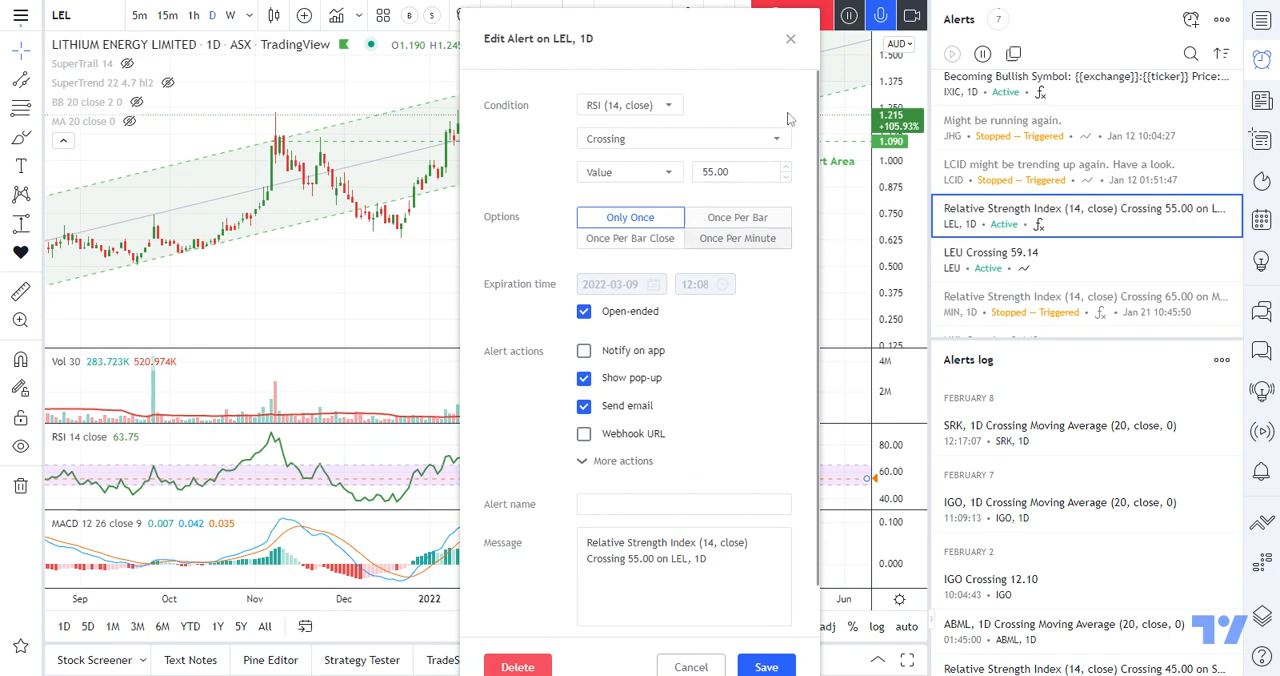 LEL
5m 15m 1h D W
B S
LITHIUM ENERGY LIMITED · 1D · ASX · TradingView
O1.190 H1.245
SuperTrail 14
SuperTrend 22 4.7 hl2
BB 20 close 2 0
MA 20 close 0
AUD
1.500
1.375
1.250
1.215
+105.93%
1.090
1.000
0.875
0.750
0.625
0.500
0.375
0.250
0.125
rt Area
Vol 30 283.723K 520.974K
4M
2M
RSI 14 close 63.75
80.00
60.00
40.00
MACD 12 26 close 9 0.007 0.042 0.035
0.100
0.000
Sep Oct Nov Dec 2022 Jun
1D 5D 1M 3M 6M YTD 1Y 5Y All
adj % log auto
Stock Screener Text Notes Pine Editor Strategy Tester TradeS
Edit Alert on LEL, 1D
Condition
RSI (14, close)
Crossing
Value 55.00
Options
Only Once Once Per Bar
Once Per Bar Close Once Per Minute
Expiration time 2022-03-09 12:08
Open-ended
Alert actions
Notify on app
Show pop-up
Send email
Webhook URL
More actions
Alert name
Message
Relative Strength Index (14, close)
Crossing 55.00 on LEL, 1D
Delete Cancel Save
Alerts 7
Becoming Bullish Symbol: {{exchange}}:{{ticker}} Price:...
IXIC, 1D • Active •
Might be running again.
JHG • Stopped — Triggered • Jan 12 10:04:27
LCID might be trending up again. Have a look.
LCID • Stopped — Triggered • Jan 12 01:51:47
Relative Strength Index (14, close) Crossing 55.00 on L...
LEL, 1D • Active •
LEU Crossing 59.14
LEU • Active •
Relative Strength Index (14, close) Crossing 65.00 on M...
MIN, 1D • Stopped — Triggered • Jan 21 10:45:50
Alerts log
FEBRUARY 8
SRK, 1D Crossing Moving Average (20, close, 0)
12:17:07 • SRK, 1D
FEBRUARY 7
IGO, 1D Crossing Moving Average (20, close, 0)
11:09:13 • IGO, 1D
FEBRUARY 2
IGO Crossing 12.10
10:04:43 • IGO
ABML, 1D Crossing Moving Average (20, close, 0)
01:45:00 • ABML, 1D
Relative Strength Index (14, close) Crossing 45.00 on S...